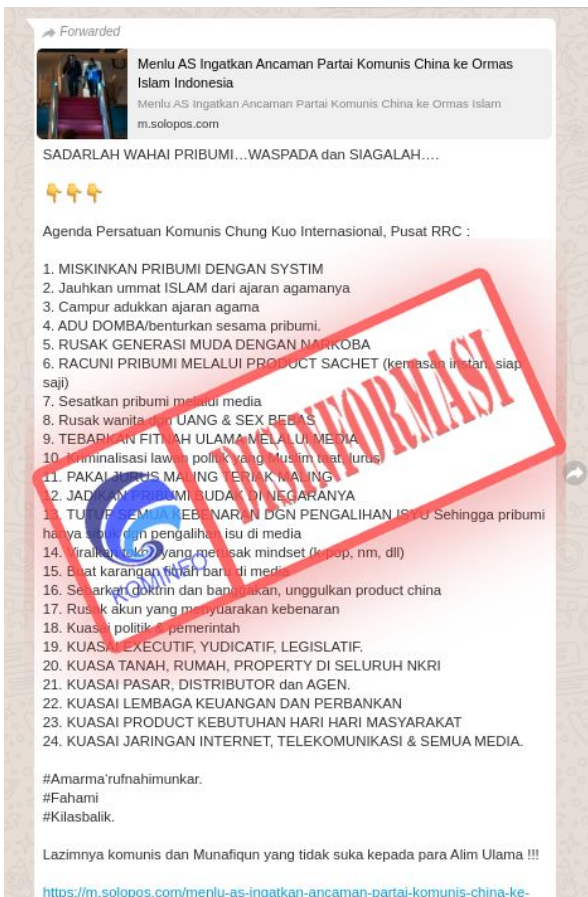 Forwarded
Menlu AS Ingatkan Ancaman Partai Komunis China ke Ormas
Islam Indonesia
Menlu AS Ingatkan Ancaman Partai Komunis China ke Ormas Islam
m.solopos.com
SADARLAH WAHAI PRIBUMI…WASPADA dan SIAGALAH….
👇👇👇
Agenda Persatuan Komunis Chung Kuo Internasional, Pusat RRC :
1. MISKINKAN PRIBUMI DENGAN SYSTIM
2. Jauhkan ummat ISLAM dari ajaran agamanya
3. Campur adukkan ajaran agama
4. ADU DOMBA/benturkan sesama pribumi.
5. RUSAK GENERASI MUDA DENGAN NARKOBA
6. RACUNI PRIBUMI MELALUI PRODUCT SACHET (kemasan instan, siap
saji)
7. Sesatkan pribumi melalui media
8. Rusak wanita dgn UANG & SEX BEBAS
9. TEBARKAN FITNAH ULAMA MELALUI MEDIA
10. Kriminalisasi lawan politik yang Muslim taat, lurus,
11. PAKAI JURUS MALING TERIAK MALING
12. JADIKAN PRIBUMI BUDAK DI NEGARANYA
13. TUTUP SEMUA KEBENARAN DGN PENGALIHAN ISYU Sehingga pribumi
hanya sibuk dgn pengalihan isu di media
14. Viralkan yang merusak mindset (k-pop, nm, dll)
15. Buat karangan fitnah baru di media
16. Sebarkan doktrin dan banggakan, unggulkan product china
17. Rusak akun yang menyuarakan kebenaran
18. Kuasai politik & pemerintah
19. KUASAI EXECUTIF, YUDICATIF, LEGISLATIF.
20. KUASA TANAH, RUMAH, PROPERTY DI SELURUH NKRI
21. KUASAI PASAR, DISTRIBUTOR dan AGEN.
22. KUASAI LEMBAGA KEUANGAN DAN PERBANKAN
23. KUASAI PRODUCT KEBUTUHAN HARI HARI MASYARAKAT
24. KUASAI JARINGAN INTERNET, TELEKOMUNIKASI & SEMUA MEDIA.
DISINFORMASI
KOMINFO
#Amarma'rufnahimunkar.
#Fahami
#Kilasbalik.
Lazimnya komunis dan Munafiqun yang tidak suka kepada para Alim Ulama !!!
https://m.solopos.com/menlu-as-ingatkan-ancaman-partai-komunis-china-ke-